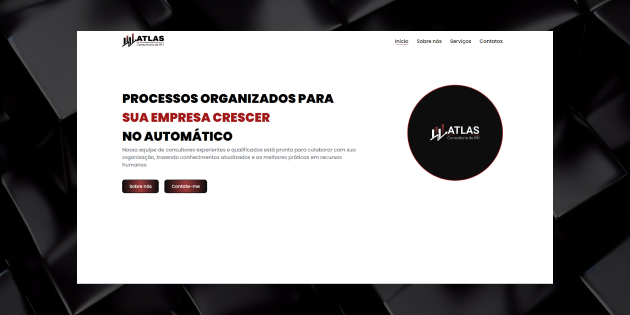 ATLAS
Consultoria de RH
Início Sobre nós Serviços Contatos
PROCESSOS ORGANIZADOS PARA
SUA EMPRESA CRESCER
NO AUTOMÁTICO
Nossa equipe de consultores experientes e qualificados está pronta para colaborar com sua
organização, trazendo conhecimentos atualizados e as melhores práticas em recursos
humanos.
Sobre nós Contate-me
ATLAS
Consultoria de RH